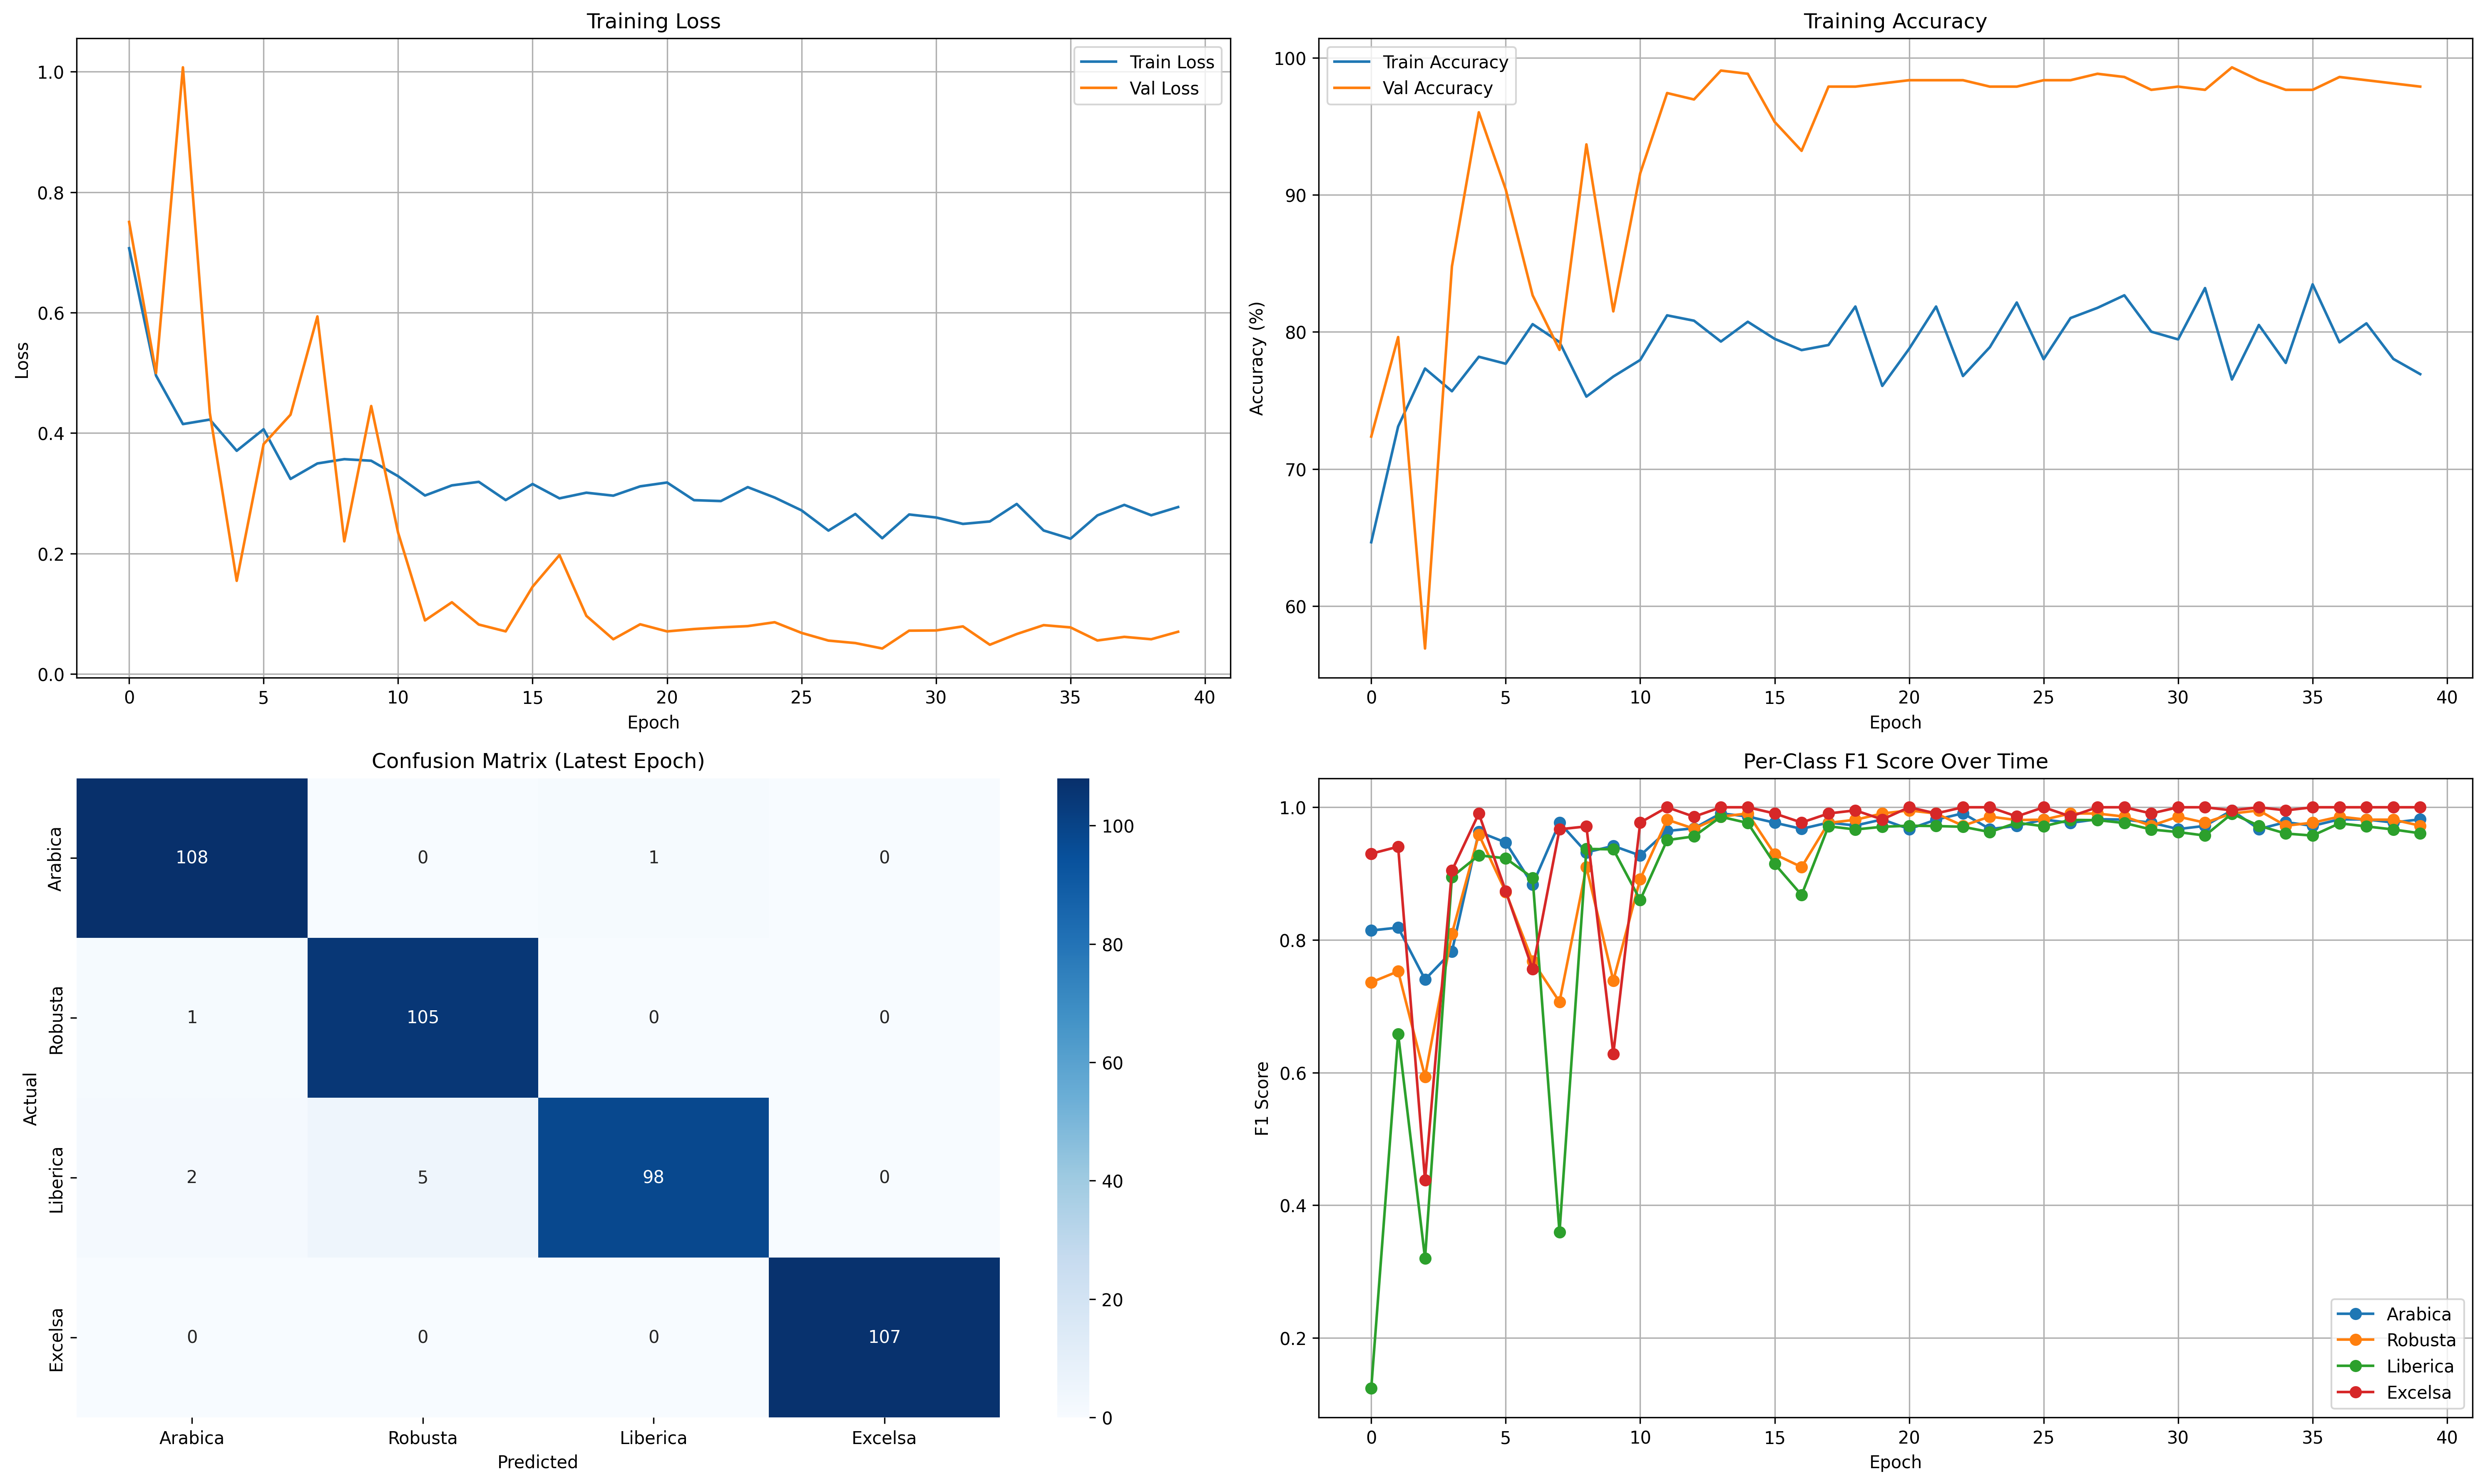 Training Loss
Train Loss
Val Loss
1.0
0.8
0.6
0.4
0.2
0.0
Loss
0 5 10 15 20 25 30 35 40
Epoch
Training Accuracy
Train Accuracy
Val Accuracy
100
90
80
70
60
Accuracy (%)
0 5 10 15 20 25 30 35 40
Epoch
Confusion Matrix (Latest Epoch)
Actual
Arabica 108 0 1 0
Robusta 1 105 0 0
Liberica 2 5 98 0
Excelsa 0 0 0 107
Arabica Robusta Liberica Excelsa
Predicted
100
80
60
40
20
0
Per-Class F1 Score Over Time
1.0
0.8
0.6
0.4
0.2
F1 Score
Arabica
Robusta
Liberica
Excelsa
0 5 10 15 20 25 30 35 40
Epoch